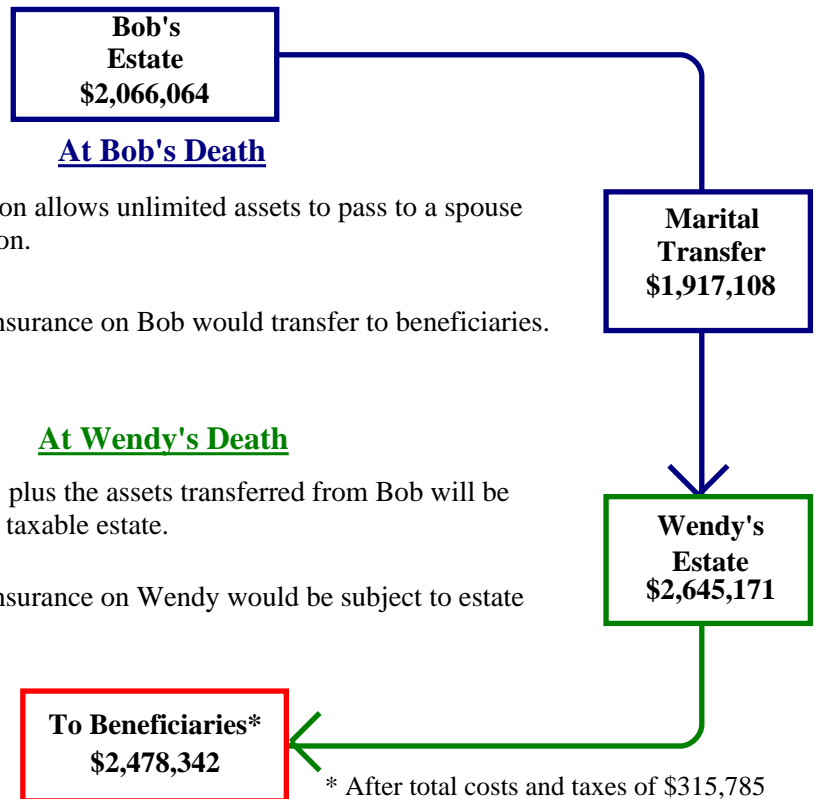 Bob's
Estate
$2,066,064
At Bob's Death
on allows unlimited assets to pass to a spouse
on.
Marital
Transfer
$1,917,108
nsurance on Bob would transfer to beneficiaries.
At Wendy's Death
plus the assets transferred from Bob will be
taxable estate.
Wendy's
Estate
$2,645,171
nsurance on Wendy would be subject to estate
To Beneficiaries*
$2,478,342
* After total costs and taxes of $315,785